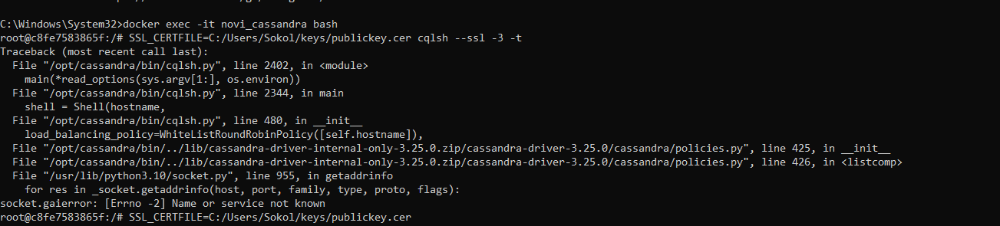 C:\Windows\System32>docker exec -it novi_cassandra bash
root@c8fe7583865f:/# SSL_CERTFILE=C:/Users/Sokol/keys/publickey.cer cqlsh --ssl -3 -t
Traceback (most recent call last):
  File "/opt/cassandra/bin/cqlsh.py", line 2402, in <module>
    main(*read_options(sys.argv[1:], os.environ))
  File "/opt/cassandra/bin/cqlsh.py", line 2344, in main
    shell = Shell(hostname,
  File "/opt/cassandra/bin/cqlsh.py", line 480, in __init__
    load_balancing_policy=WhiteListRoundRobinPolicy([self.hostname]),
  File "/opt/cassandra/bin/../lib/cassandra-driver-internal-only-3.25.0.zip/cassandra-driver-3.25.0/cassandra/policies.py", line 425, in __init__
  File "/opt/cassandra/bin/../lib/cassandra-driver-internal-only-3.25.0.zip/cassandra-driver-3.25.0/cassandra/policies.py", line 426, in <listcomp>
  File "/usr/lib/python3.10/socket.py", line 955, in getaddrinfo
    for res in _socket.getaddrinfo(host, port, family, type, proto, flags):
socket.gaierror: [Errno -2] Name or service not known
root@c8fe7583865f:/# SSL_CERTFILE=C:/Users/Sokol/keys/publickey.cer